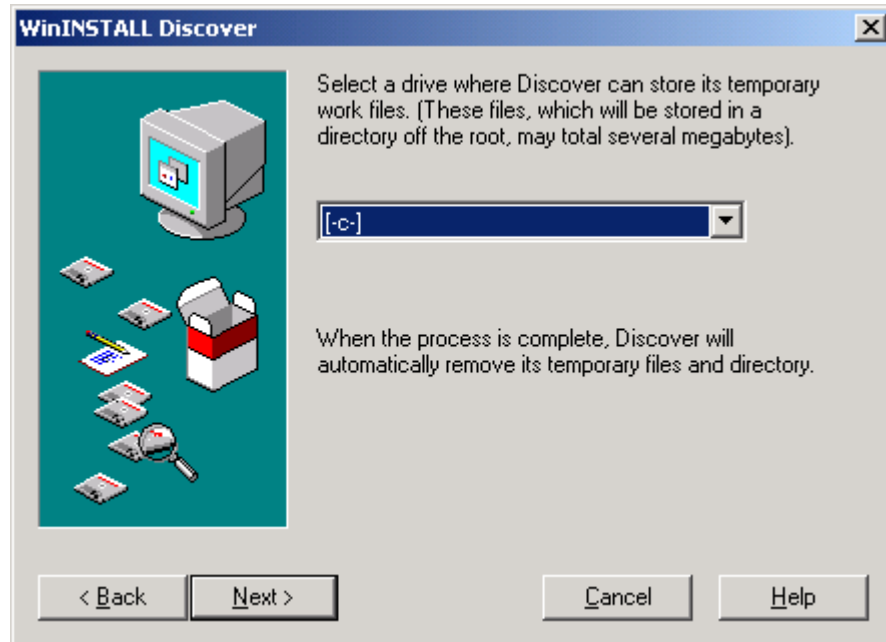 WinINSTALL Discover
Select a drive where Discover can store its temporary
work files. (These files, which will be stored in a
directory off the root, may total several megabytes).
[-c-]
When the process is complete, Discover will
automatically remove its temporary files and directory.
< Back
Next >
Cancel
Help